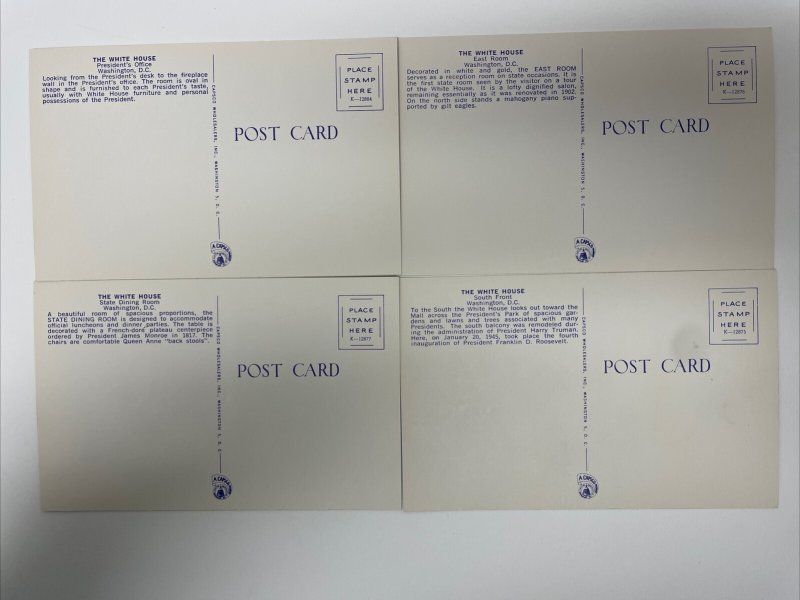 THE WHITE HOUSE
President's Office
Washington, D.C.
Looking from the President's desk to the fireplace
wall in the President's office. The room is oval in
shape and is furnished to each President's taste,
usually with White House furniture and personal
possessions of the President.
CAPSCO WHOLESALERS, INC., WASHINGTON 5, D. C.
PLACE
STAMP
HERE
K—12884
POST CARD
THE WHITE HOUSE
East Room
Washington, D.C.
Decorated in white and gold, the EAST ROOM
serves as a reception room on state occasions. It is
the first state room seen by the visitor on a tour
of the White House. It is a lofty dignified salon,
remaining essentially as it was renovated in 1902.
On the north side stands a mahogany piano sup-
ported by gilt eagles.
CAPSCO WHOLESALERS, INC., WASHINGTON 5, D. C.
PLACE
STAMP
HERE
K—12876
POST CARD
THE WHITE HOUSE
State Dining Room
Washington, D.C.
A beautiful room of spacious proportions, the
STATE DINING ROOM is designed to accommodate
official luncheons and dinner parties. The table is
decorated with a French-doré plateau centerpiece
ordered by President James Monroe in 1817. The
chairs are comfortable Queen Anne "back stools".
CAPSCO WHOLESALERS, INC., WASHINGTON 5, D. C.
PLACE
STAMP
HERE
K—12877
POST CARD
THE WHITE HOUSE
South Front
Washington, D.C.
To the South the White House looks out toward the
Mall across the President's Park of spacious gar-
dens and lawns and trees associated with many
Presidents. The south balcony was remodeled dur-
ing the administration of President Harry Truman.
Here, on January 20, 1945, took place the fourth
inauguration of President Franklin D. Roosevelt.
CAPSCO WHOLESALERS, INC., WASHINGTON 5, D. C.
PLACE
STAMP
HERE
POST CARD